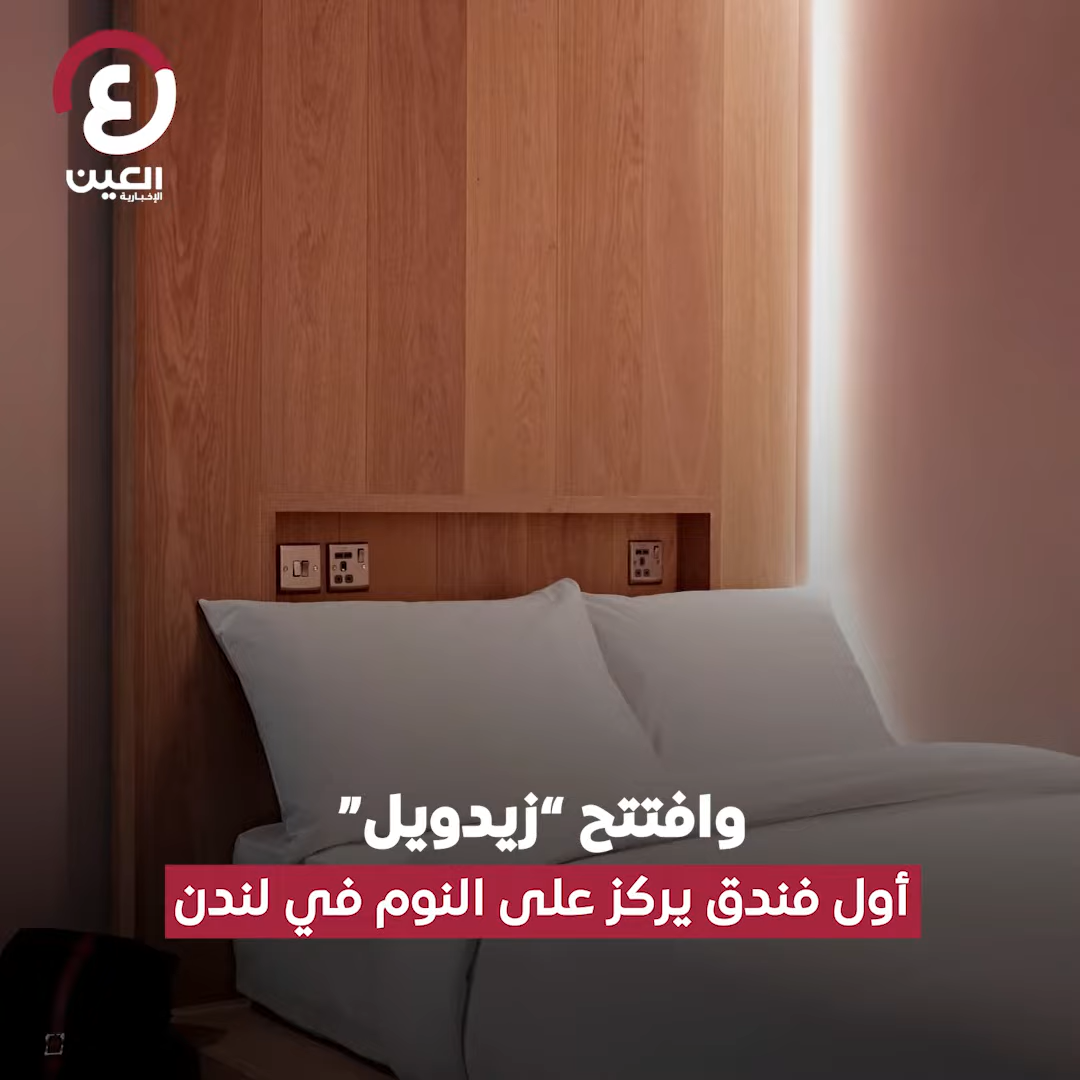 العين
الإخبارية
وافتتح “زيدويل”
أول فندق يركز على النوم في لندن